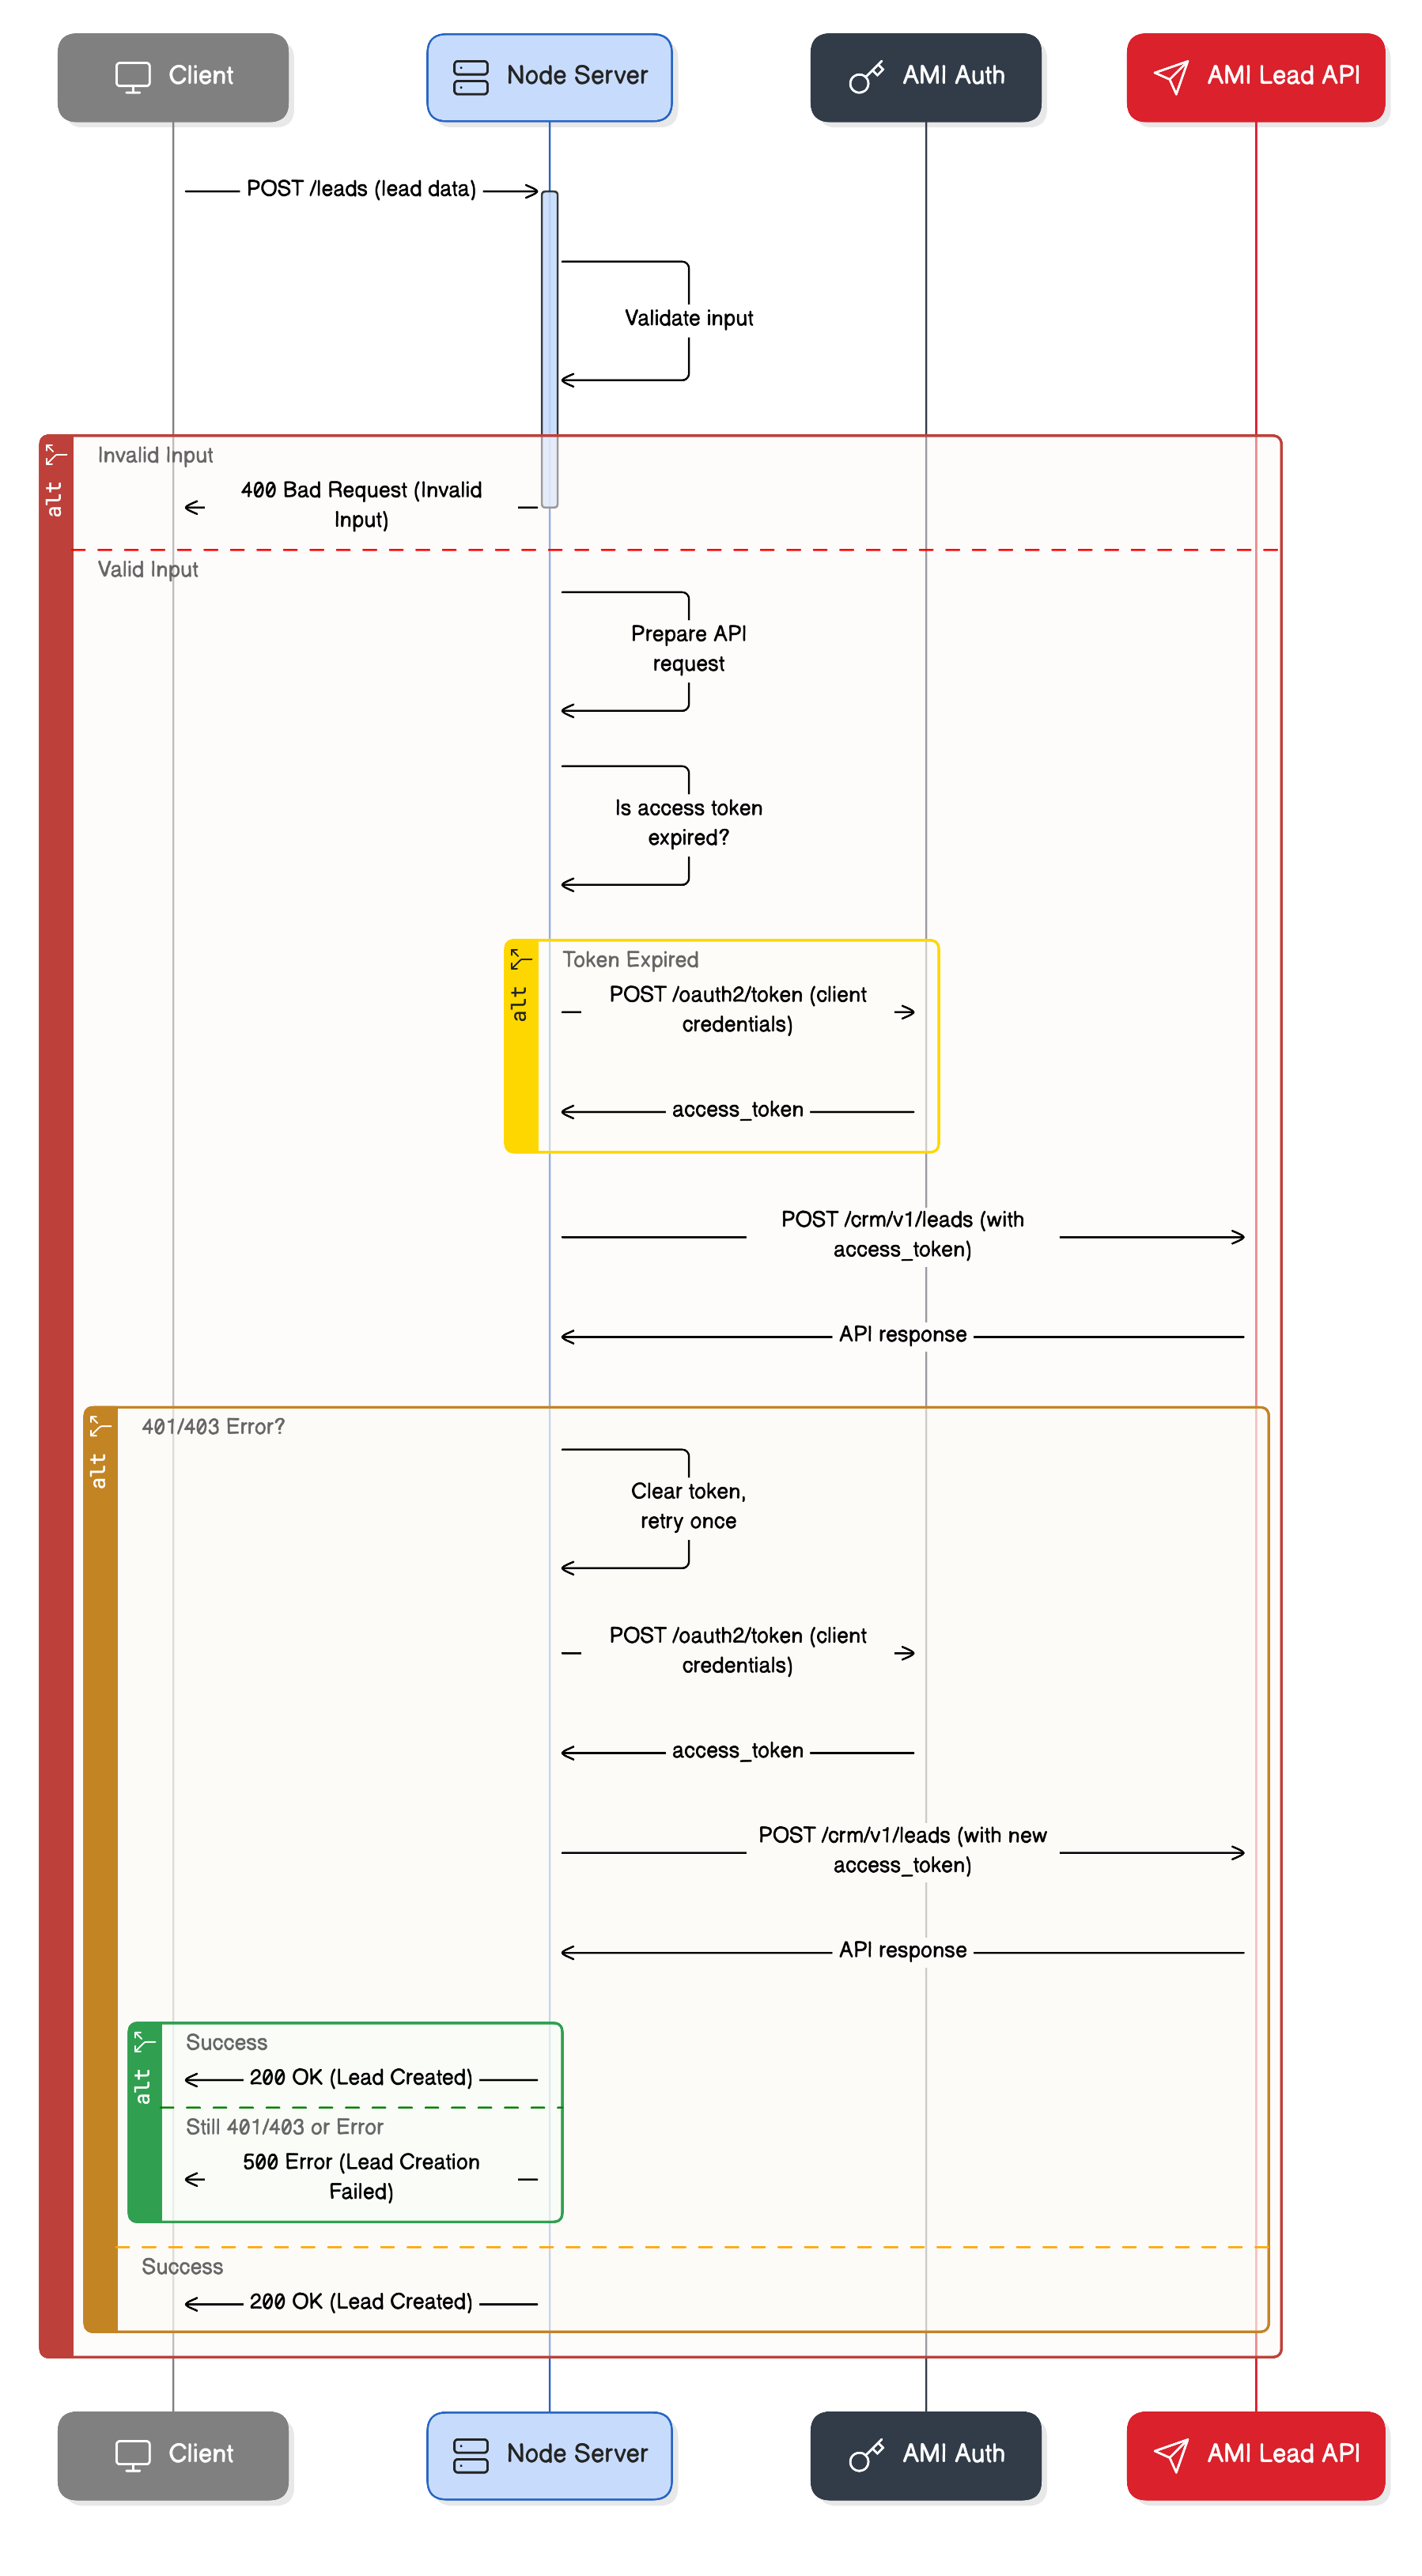 Client
Node Server
AMI Auth
AMI Lead API
POST /leads (lead data)
Validate input
alt
Invalid Input
400 Bad Request (Invalid
Input)
Valid Input
Prepare API
request
Is access token
expired?
alt
Token Expired
POST /oauth2/token (client
credentials)
access_token
POST /crm/v1/leads (with
access_token)
API response
alt
401/403 Error?
Clear token,
retry once
POST /oauth2/token (client
credentials)
access_token
POST /crm/v1/leads (with new
access_token)
API response
alt
Success
200 OK (Lead Created)
Still 401/403 or Error
500 Error (Lead Creation
Failed)
Success
200 OK (Lead Created)
Client
Node Server
AMI Auth
AMI Lead API